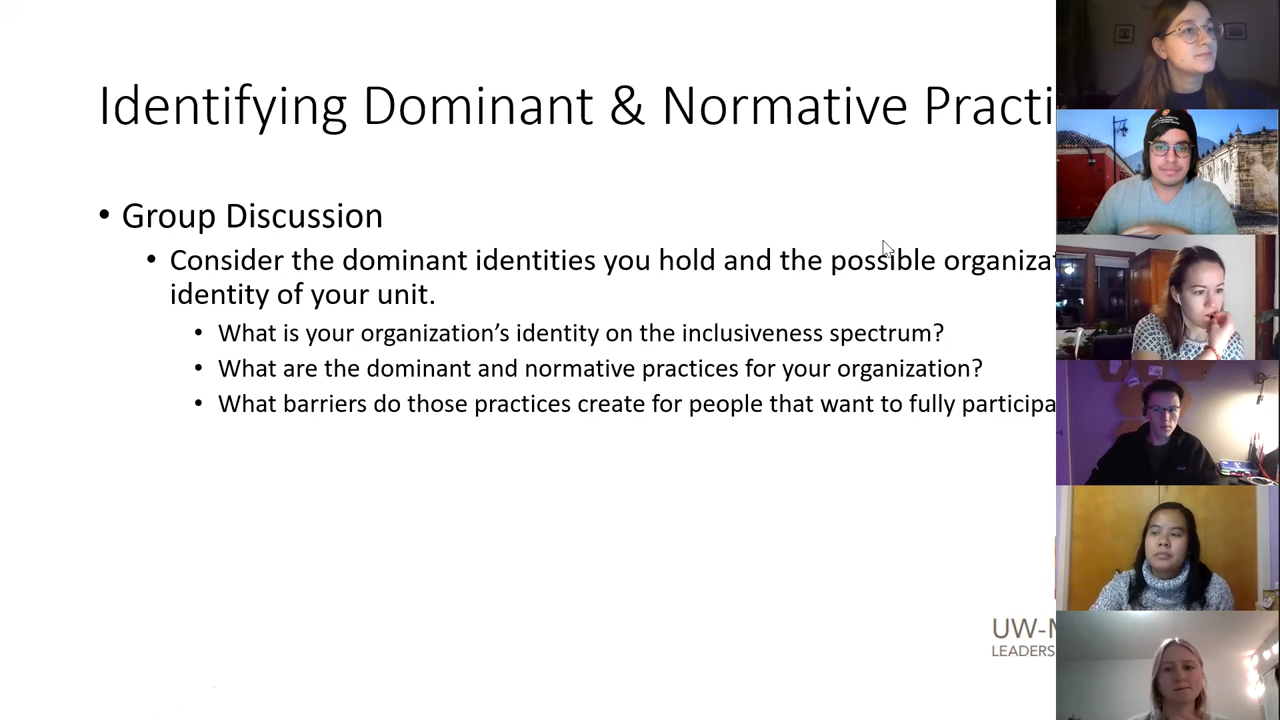 Identifying Dominant & Normative Practi
• Group Discussion
• Consider the dominant identities you hold and the possible organizat
identity of your unit.
• What is your organization’s identity on the inclusiveness spectrum?
• What are the dominant and normative practices for your organization?
• What barriers do those practices create for people that want to fully participa
UW-M
LEADERS